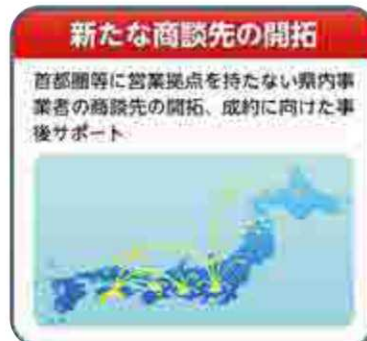 新たな商談先の開拓
首都圏等に営業拠点を持たない県内事
業者の商談先の開拓、成約に向けた事
後サポート